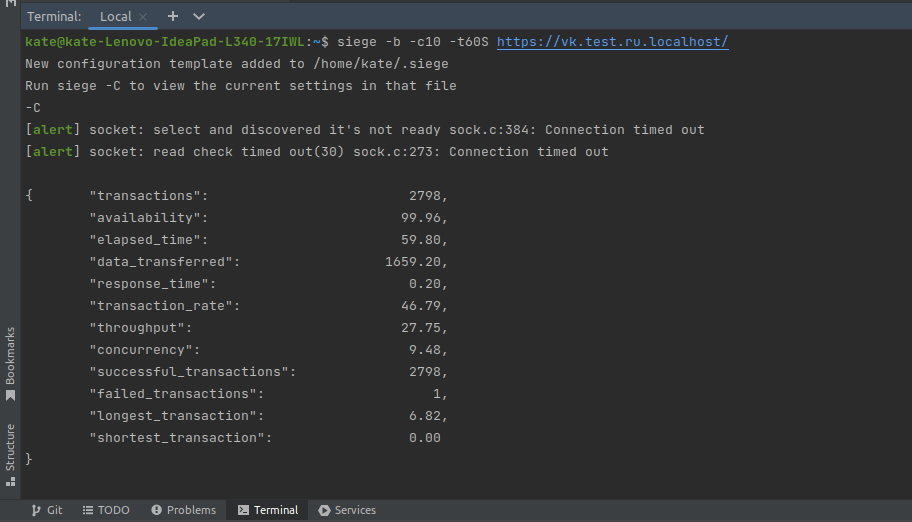 Terminal: Local × + 
kate@kate-Lenovo-IdeaPad-L340-17IWL:~$ siege -b -c10 -t60S https://vk.test.ru.localhost/
New configuration template added to /home/kate/.siege
Run siege -C to view the current settings in that file
-C
[alert] socket: select and discovered it's not ready sock.c:384: Connection timed out
[alert] socket: read check timed out(30) sock.c:273: Connection timed out
{ "transactions": 2798,
"availability": 99.96,
"elapsed_time": 59.80,
"data_transferred": 1659.20,
"response_time": 0.20,
"transaction_rate": 46.79,
"throughput": 27.75,
"concurrency": 9.48,
"successful_transactions": 2798,
"failed_transactions": 1,
"longest_transaction": 6.82,
"shortest_transaction": 0.00
}
Bookmarks
Structure
Git TODO Problems Terminal Services